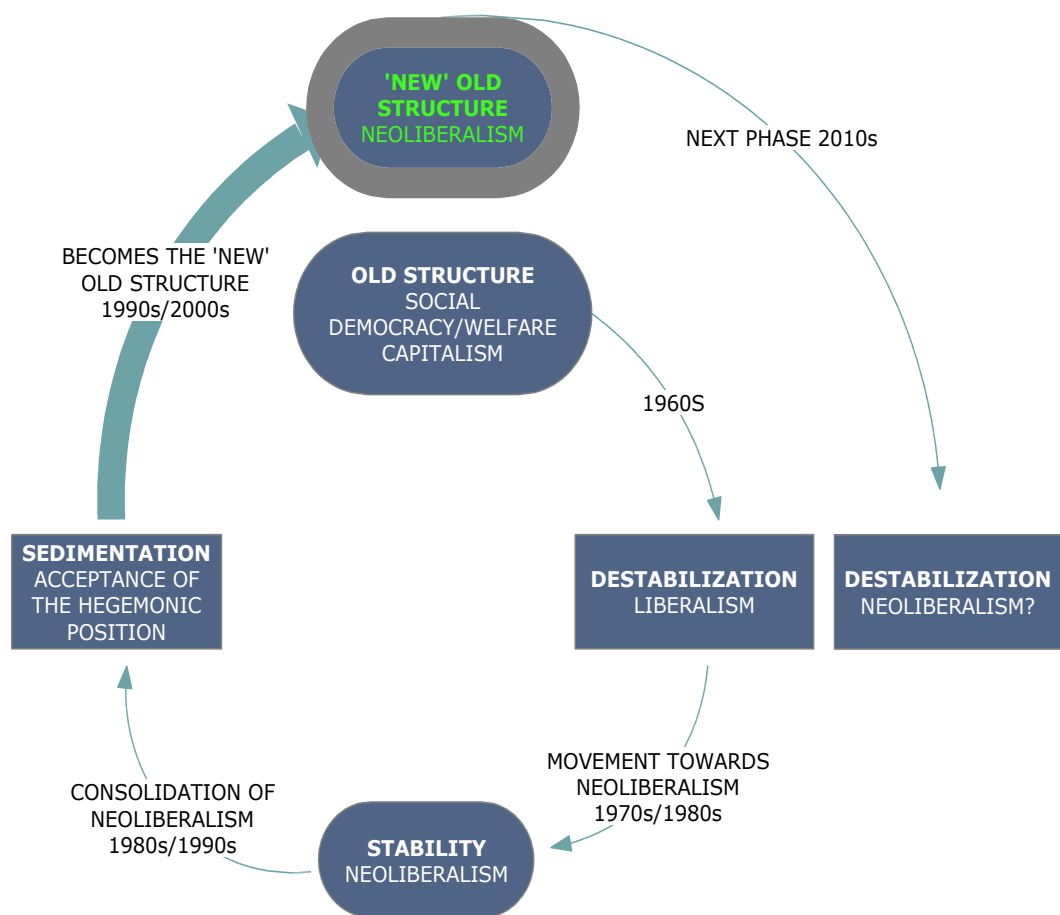 'NEW' OLD
STRUCTURE
NEOLIBERALISM
NEXT PHASE 2010s
BECOMES THE 'NEW'
OLD STRUCTURE
1990s/2000s
OLD STRUCTURE
SOCIAL
DEMOCRACY/WELFARE
CAPITALISM
1960S
SEDIMENTATION
ACCEPTANCE OF
THE HEGEMONIC
POSITION
DESTABILIZATION
LIBERALISM
DESTABILIZATION
NEOLIBERALISM?
MOVEMENT TOWARDS
NEOLIBERALISM
1970s/1980s
CONSOLIDATION OF
NEOLIBERALISM
1980s/1990s
STABILITY
NEOLIBERALISM